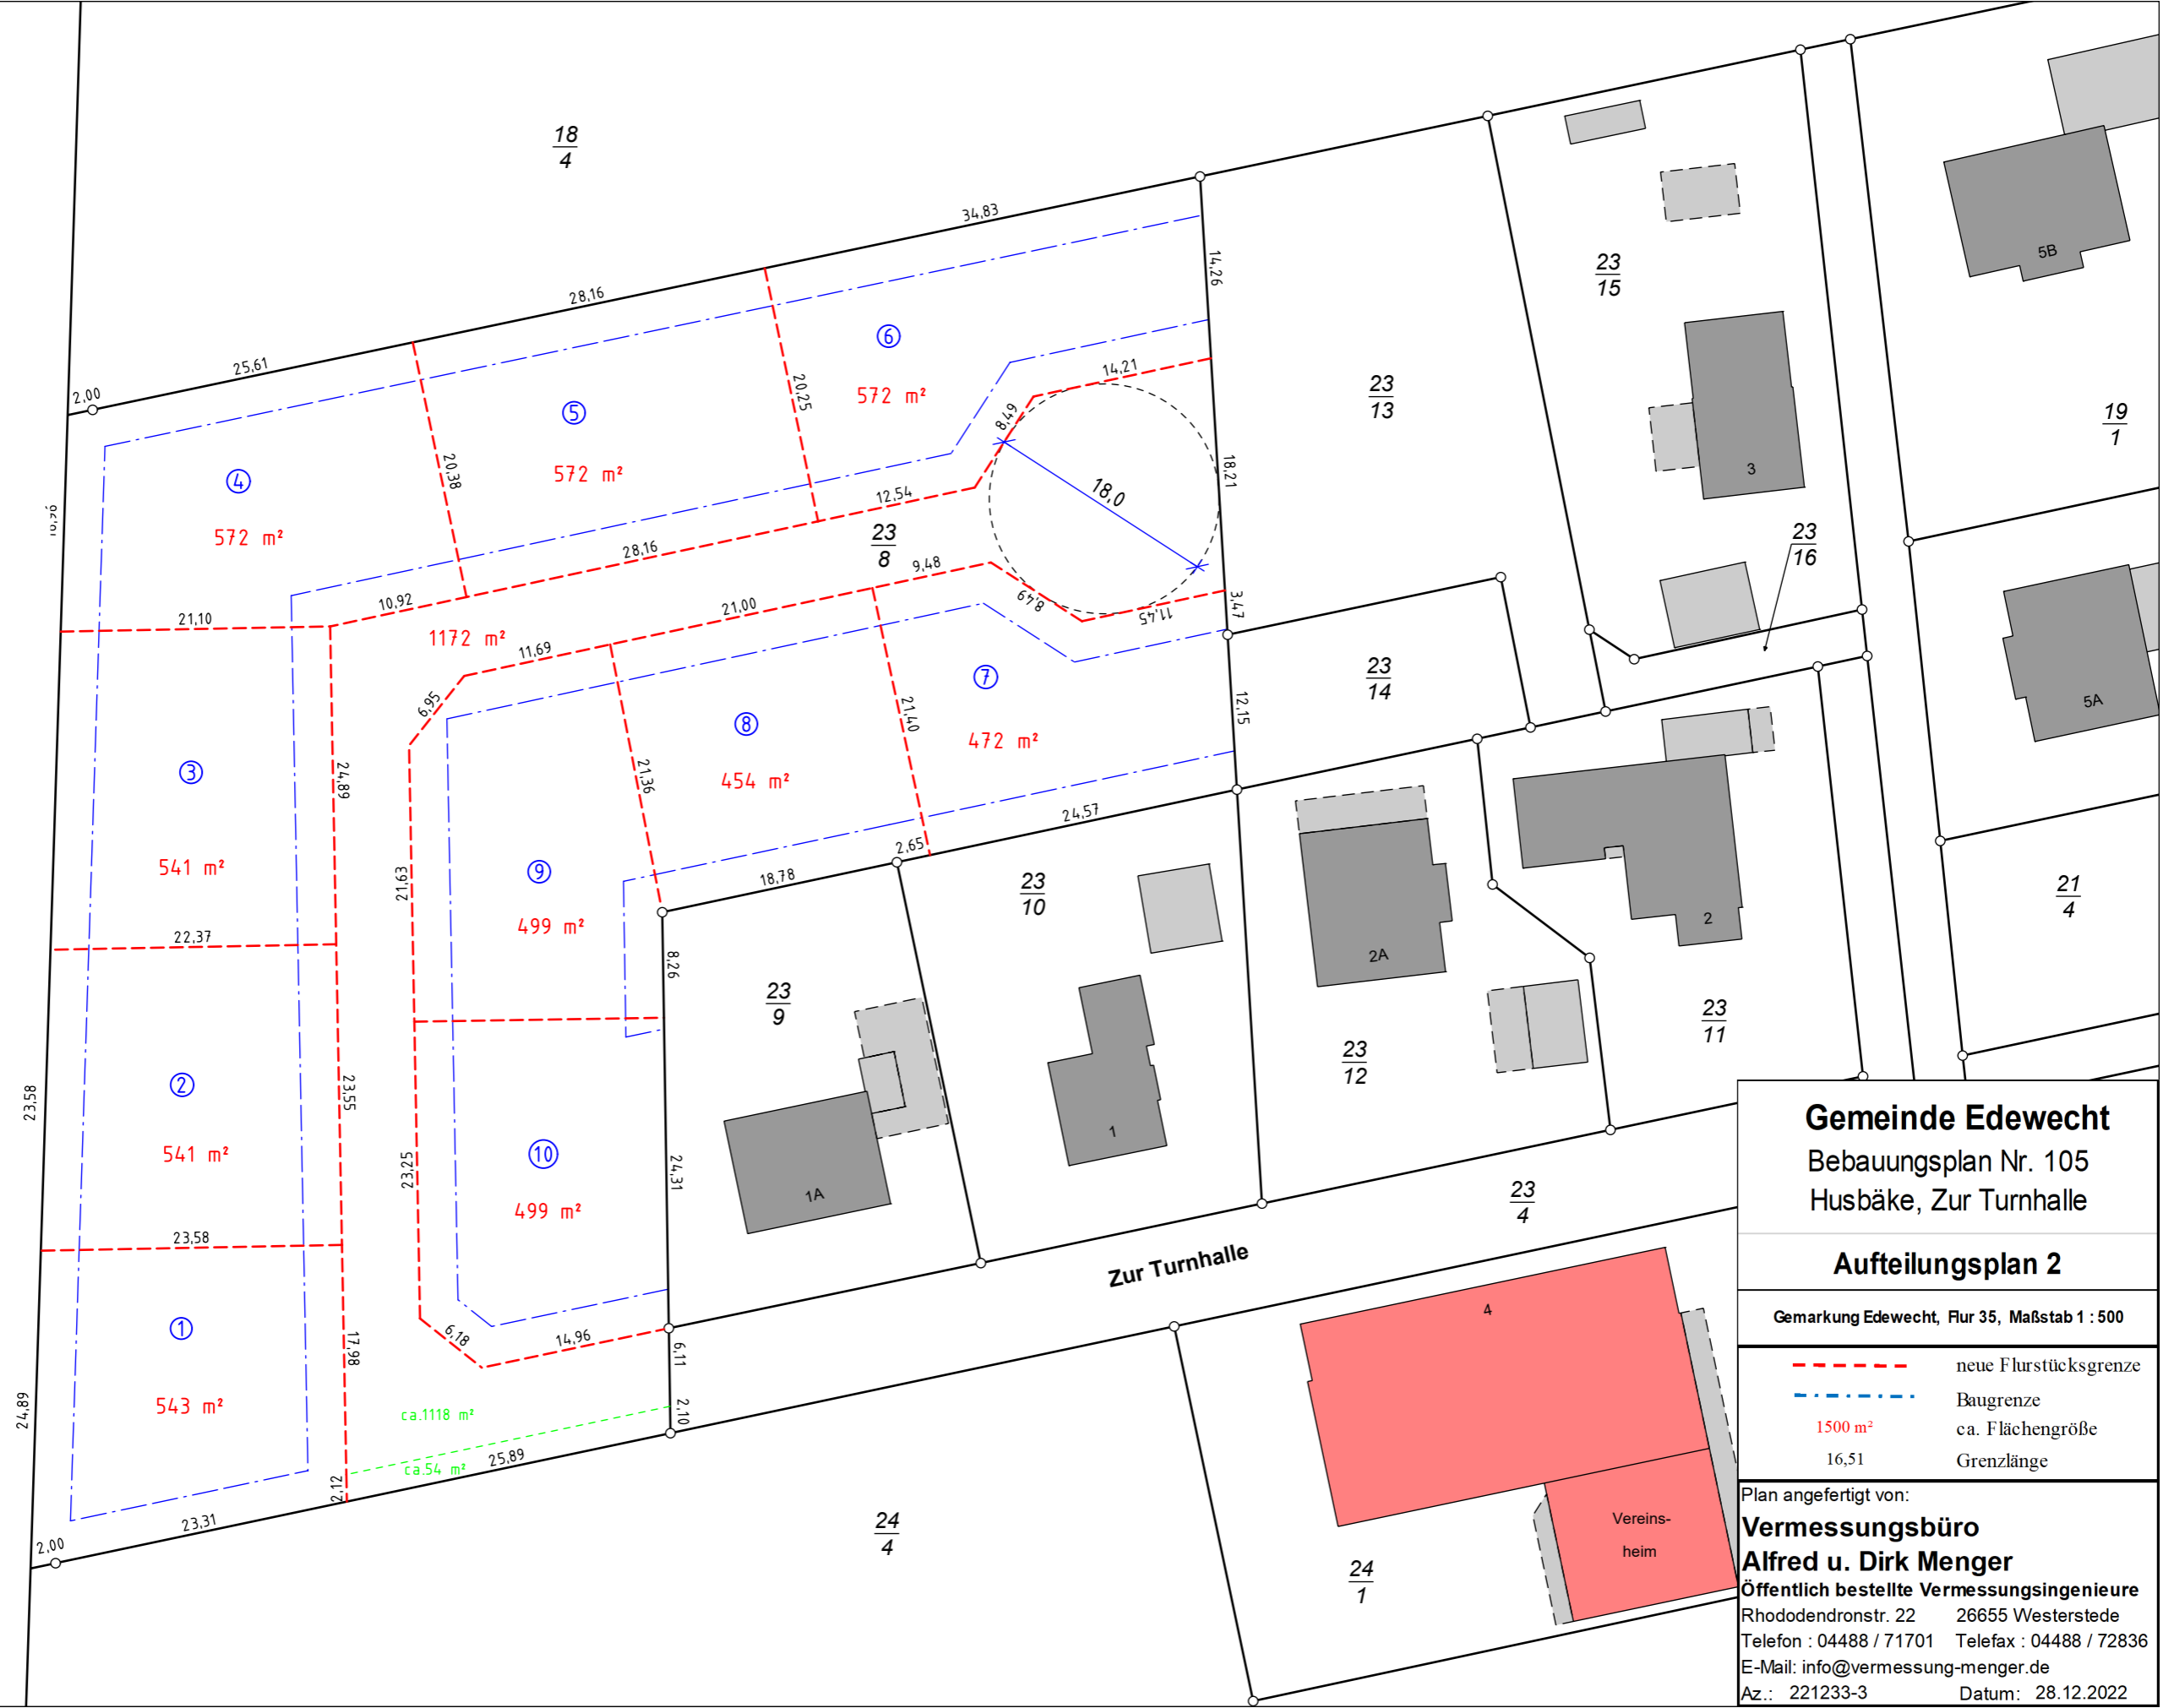 18
4
34,83
28,16
25,61
2,00
14,26
20,25
20,38
⑥
572 m²
⑤
572 m²
④
572 m²
14,21
8,49
18,0
18,21
12,54
23
8
28,16
10,92
21,10
9,48
8,49
11,45
3,47
21,00
1172 m²
11,69
6,95
⑦
472 m²
12,15
21,40
⑧
454 m²
21,36
24,57
2,65
18,78
③
541 m²
24,89
21,63
22,37
⑨
499 m²
8,26
②
541 m²
23,58
23,55
23,25
⑩
499 m²
24,31
23,58
①
543 m²
24,89
17,98
6,18
14,96
6,11
2,10
ca.1118 m²
ca.54 m²
25,89
2,12
23,31
2,00
23
13
23
15
23
16
3
5B
19
1
5A
23
14
21
4
23
10
23
9
1A
1
2A
2
23
12
23
11
23
4
Zur Turnhalle
4
24
4
24
1
Vereins-
heim
Gemeinde Edewecht
Bebauungsplan Nr. 105
Husbäke, Zur Turnhalle
Aufteilungsplan 2
Gemarkung Edewecht, Flur 35, Maßstab 1 : 500
neue Flurstücksgrenze
Baugrenze
1500 m² ca. Flächengröße
16,51 Grenzlänge
Plan angefertigt von:
Vermessungsbüro
Alfred u. Dirk Menger
Öffentlich bestellte Vermessungsingenieure
Rhododendronstr. 22 26655 Westerstede
Telefon : 04488 / 71701 Telefax : 04488 / 72836
E-Mail: info@vermessung-menger.de
Az.: 221233-3 Datum: 28.12.2022